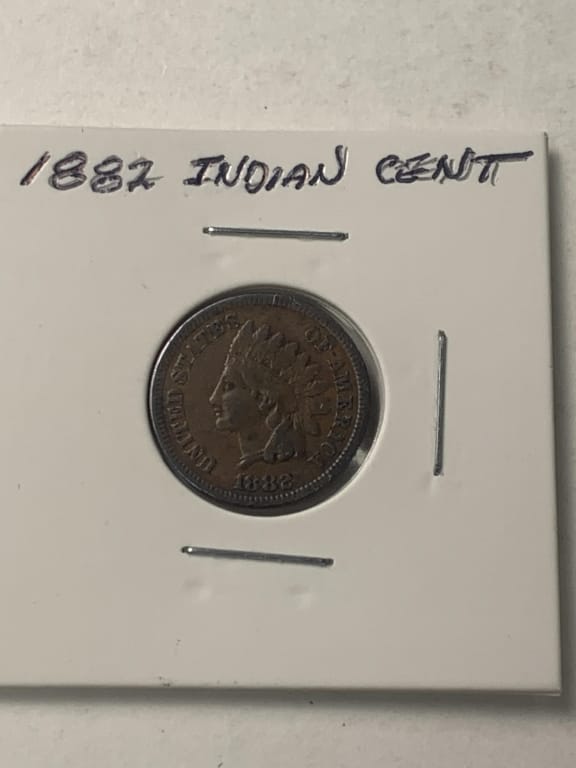 1882 INDIAN CENT
UNITED STATES OF AMERICA
1882